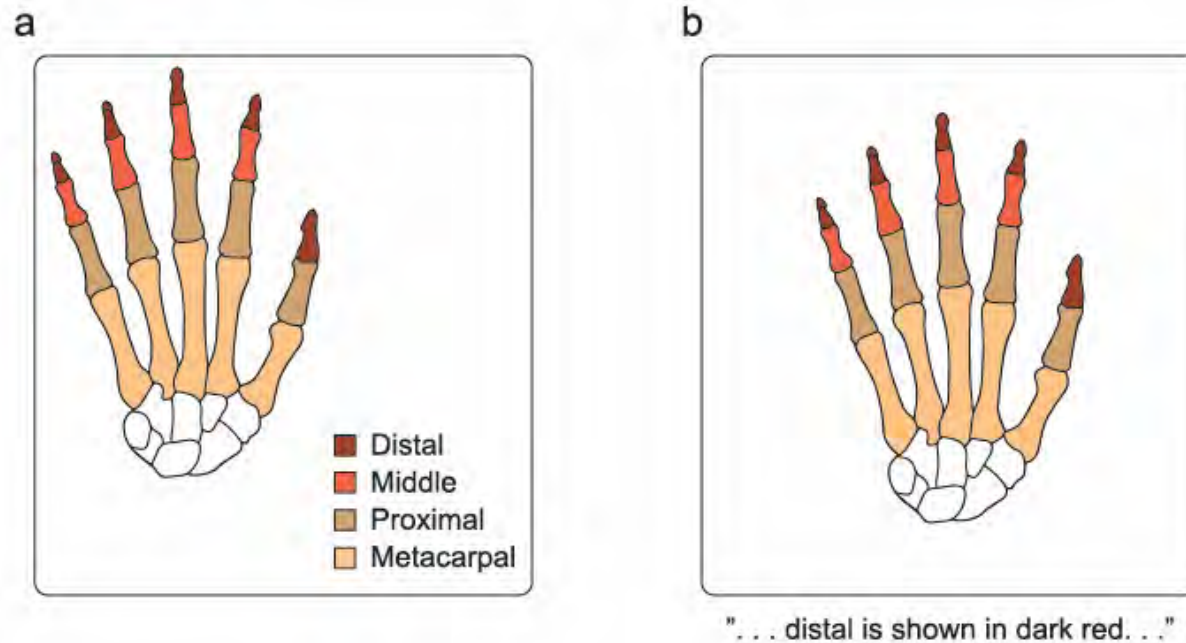 a
b
Distal
Middle
Proximal
Metacarpal
". . . distal is shown in dark red. . ."